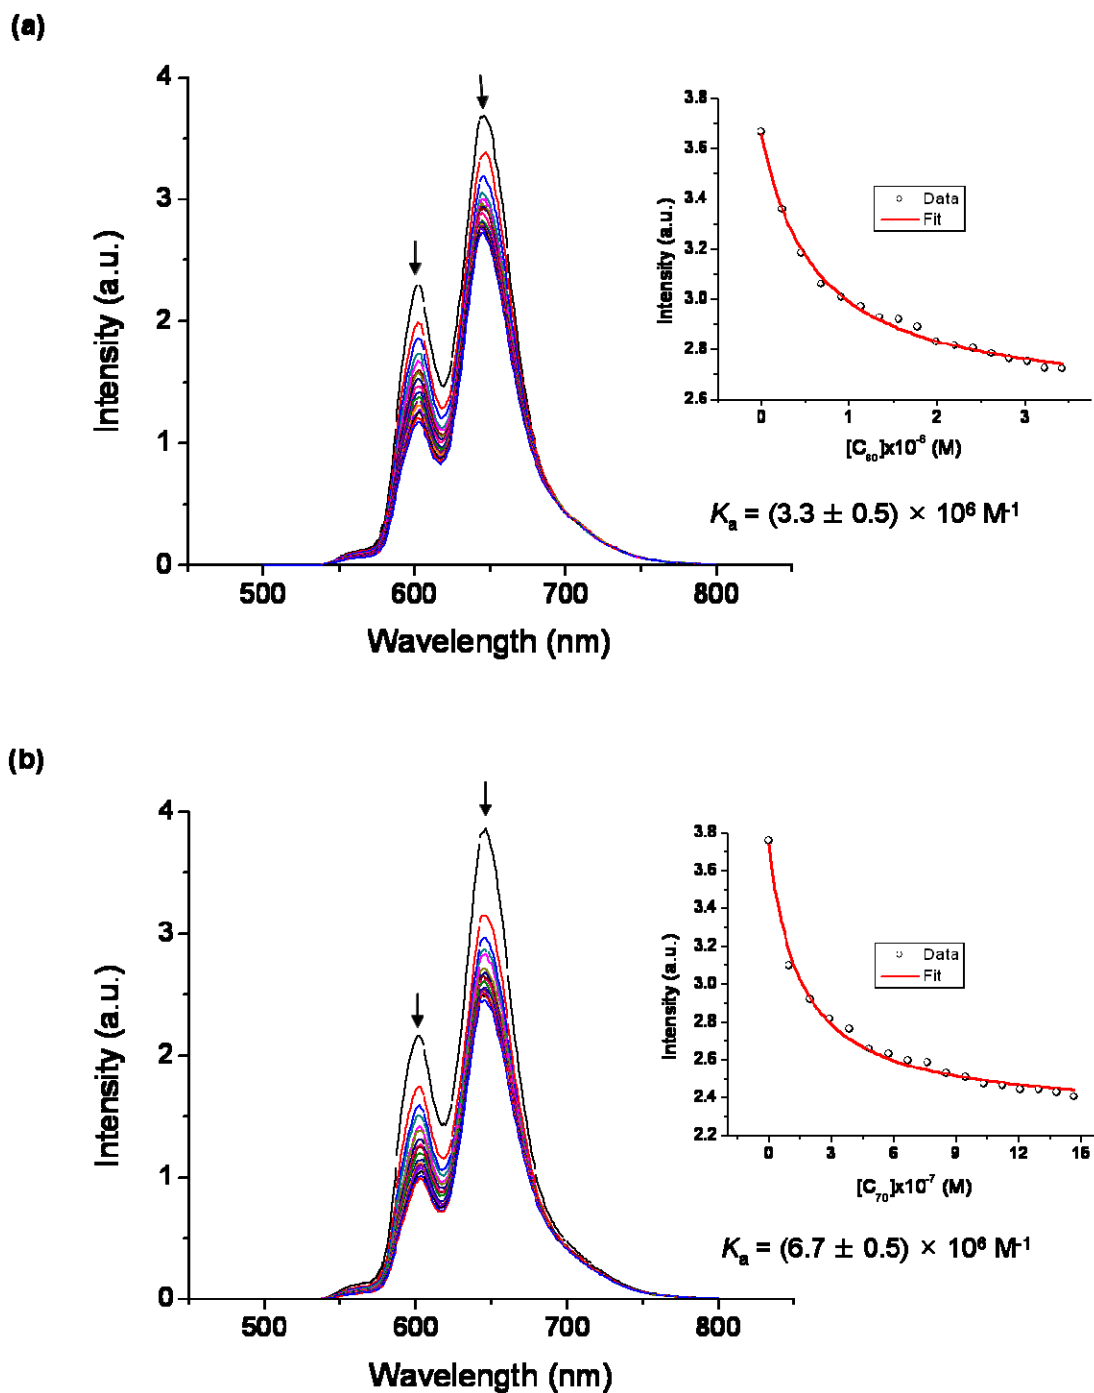 (a)
4
3
2
1
0
Intensity (a.u.)
500 600 700 800
Wavelength (nm)
3.8
3.6
3.4
3.2
3.0
2.8
2.6
Intensity (a.u.)
Data
Fit
0 1 2 3
[C₆₀]x10⁻⁶ (M)
Kₐ = (3.3 ± 0.5) × 10⁶ M⁻¹
(b)
4
3
2
1
0
Intensity (a.u.)
500 600 700 800
Wavelength (nm)
3.8
3.6
3.4
3.2
3.0
2.8
2.6
2.4
2.2
Intensity (a.u.)
Data
Fit
0 3 6 9 12 15
[C₇₀]x10⁻⁷ (M)
Kₐ = (6.7 ± 0.5) × 10⁶ M⁻¹